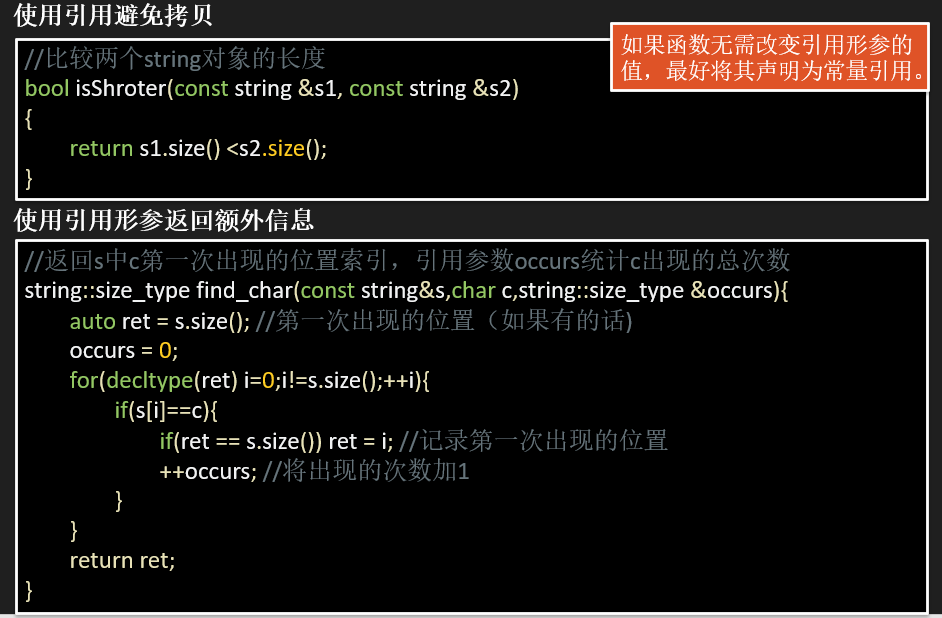 使用引用避免拷贝
如果函数无需改变引用形参的
值，最好将其声明为常量引用。
//比较两个string对象的长度
bool isShroter(const string &s1, const string &s2)
{
return s1.size() <s2.size();
}
使用引用形参返回额外信息
//返回s中c第一次出现的位置索引，引用参数occurs统计c出现的总次数
string::size_type find_char(const string&s,char c,string::size_type &occurs){
auto ret = s.size(); //第一次出现的位置（如果有的话)
occurs = 0;
for(decltype(ret) i=0;i!=s.size();++i){
if(s[i]==c){
if(ret == s.size()) ret = i; //记录第一次出现的位置
++occurs; //将出现的次数加1
}
}
return ret;
}